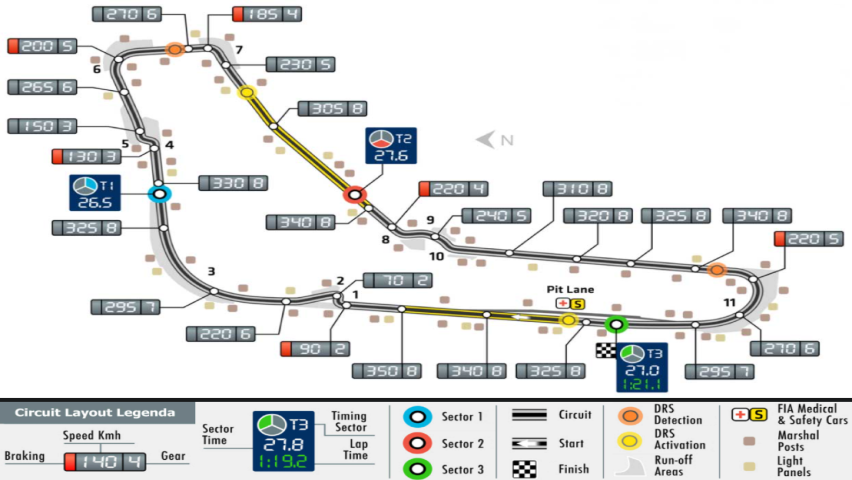 270 6
185 4
200 5
7
230 5
6
265 6
305 8
150 3
5
4
T2
27.6
N
130 3
T1
26.5
330 8
220 4
310 8
325 8
340 8
9
240 5
320 8
325 8
340 8
8
10
220 5
3
2
70 2
1
Pit Lane
+ S
11
295 7
220 6
90 2
350 8
340 8
325 8
T3
27.0
1:21.1
295 7
270 6
Circuit Layout Legenda
Speed Kmh
Braking
140 4
Gear
Sector
Time
T3
27.8
1:19.2
Timing
Sector
Lap
Time
Sector 1
Sector 2
Sector 3
Circuit
Start
Finish
DRS
Detection
DRS
Activation
Run-off
Areas
+ S
FIA Medical
& Safety Cars
Marshal
Posts
Light
Panels